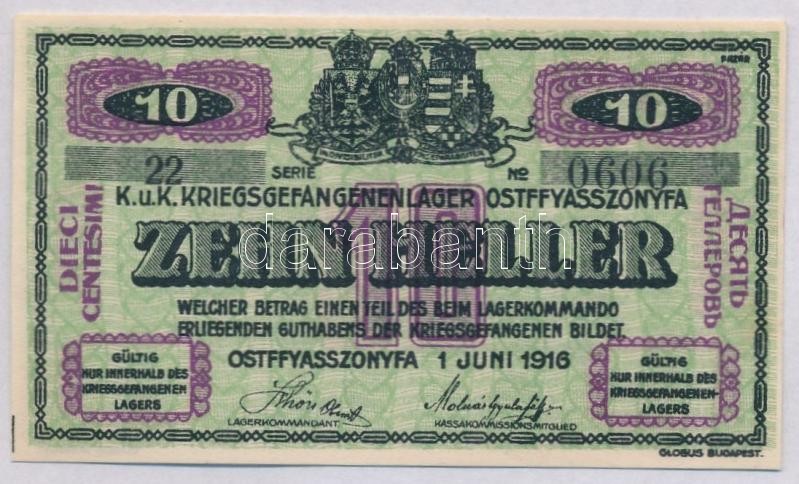 10
10
22
SERIE
No
0606
K.u.K. KRIEGSGEFANGENENLAGER OSTFFYASSZONYFA
10
ZEHN HELLER
darabanth
DIECI
CENTESIMI
ДЕСЯТЬ
ГЕЛЛЕРОВЪ
WELCHER BETRAG EINEN TEIL DES BEIM LAGERKOMMANDO
ERLIEGENDEN GUTHABENS DER KRIEGSGEFANGENEN BILDET.
OSTFFYASSZONYFA 1 JUNI 1916
GÜLTIG
NUR INNERHALB DES
KRIEGSGEFANGENEN
LAGERS
LAGERKOMMANDANT
KASSAKOMMISSIONSMITGLIED
GÜLTIG
NUR INNERHALB DES
KRIEGSGEFANGENEN-
LAGERS
GLOBUS BUDAPEST.